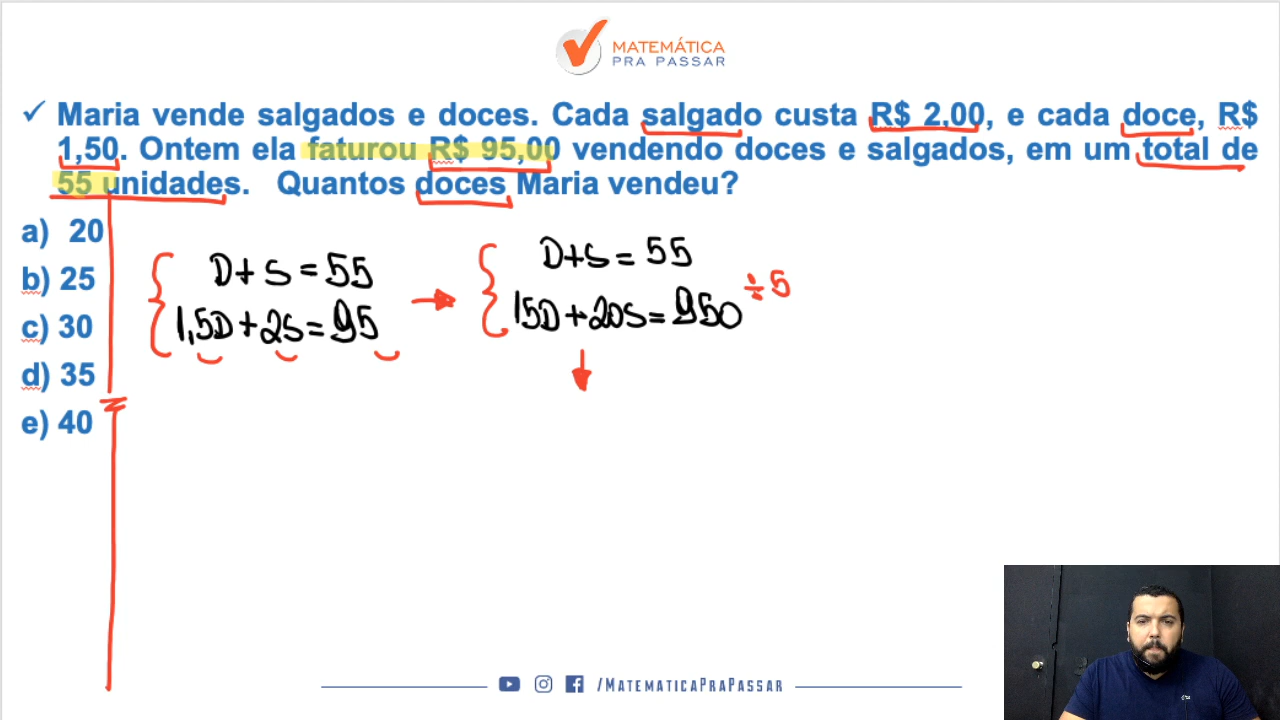 MATEMÁTICA
PRA PASSAR
✓ Maria vende salgados e doces. Cada salgado custa R$ 2,00, e cada doce, R$
1,50. Ontem ela faturou R$ 95,00 vendendo doces e salgados, em um total de
55 unidades. Quantos doces Maria vendeu?
a) 20
b) 25
c) 30
d) 35
e) 40
D+S=55
1,5D+2S=95
D+S=55
15D+20S=950 ÷5
/MATEMATICAPRAPASSAR